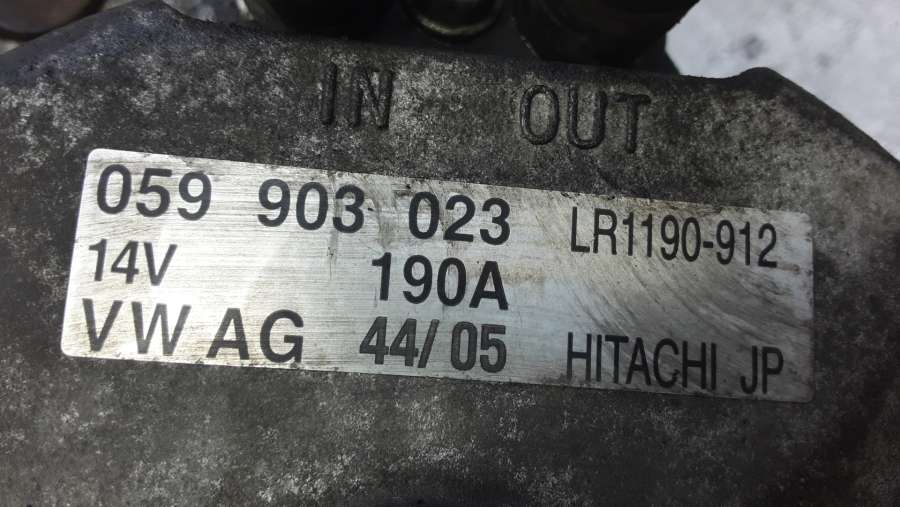 IN OUT
059 903 023 LR1190-912
14V 190A
VW AG 44/05 HITACHI JP